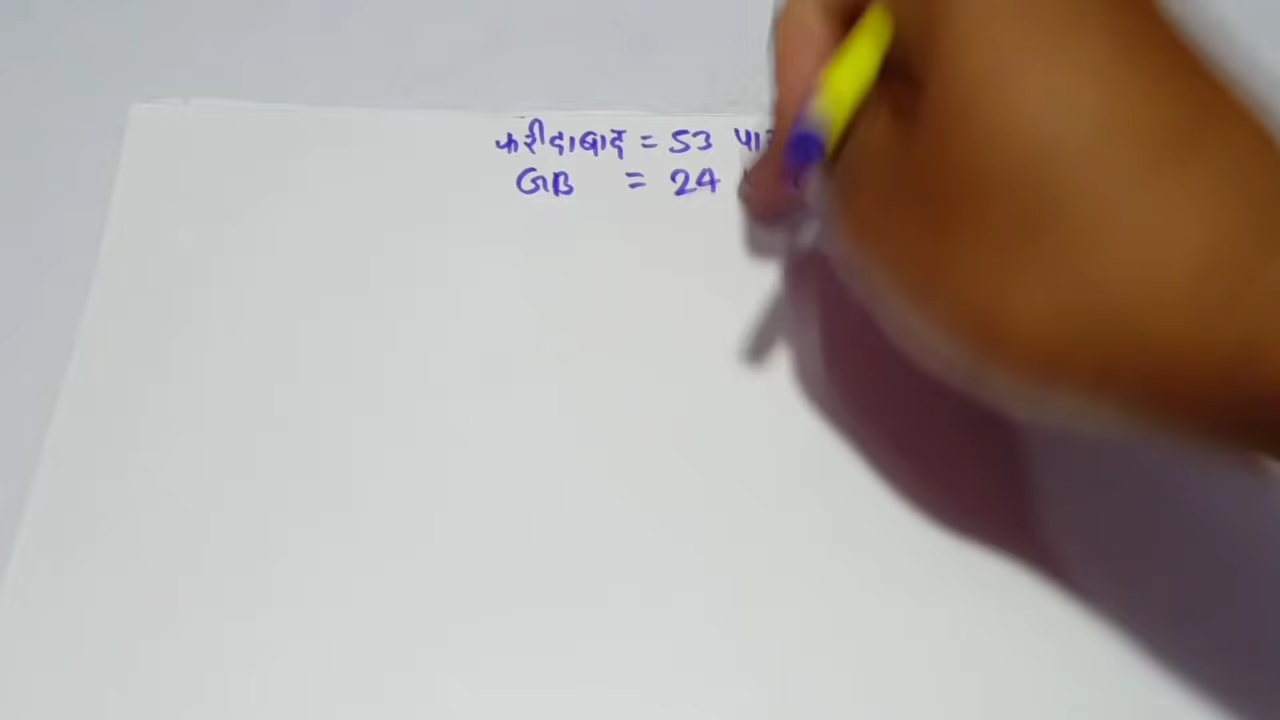 फरीदाबाद = 53
GB = 24